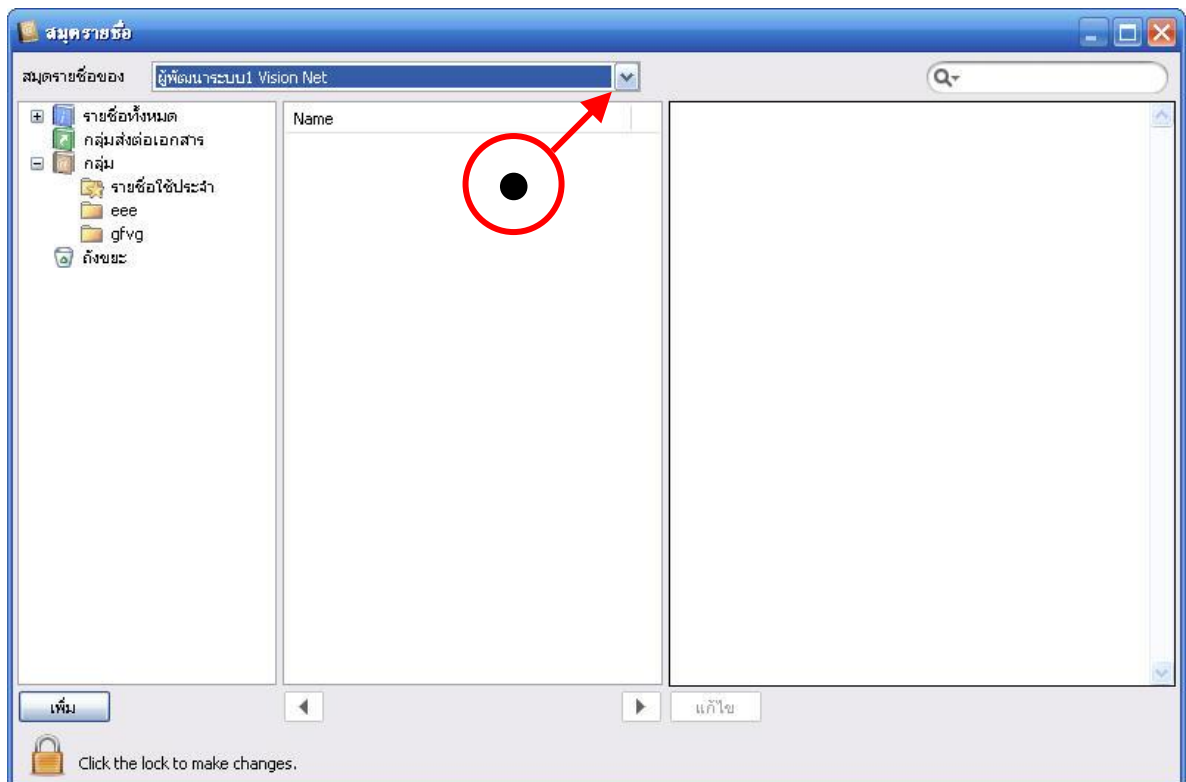 สมุดรายชื่อ
สมุดรายชื่อของ ผู้พัฒนาระบบ1 Vision Net
รายชื่อทั้งหมด
กลุ่มส่งต่อเอกสาร
กลุ่ม
รายชื่อใช้ประจำ
eee
gfvg
ถังขยะ
Name
เพิ่ม
แก้ไข
Click the lock to make changes.